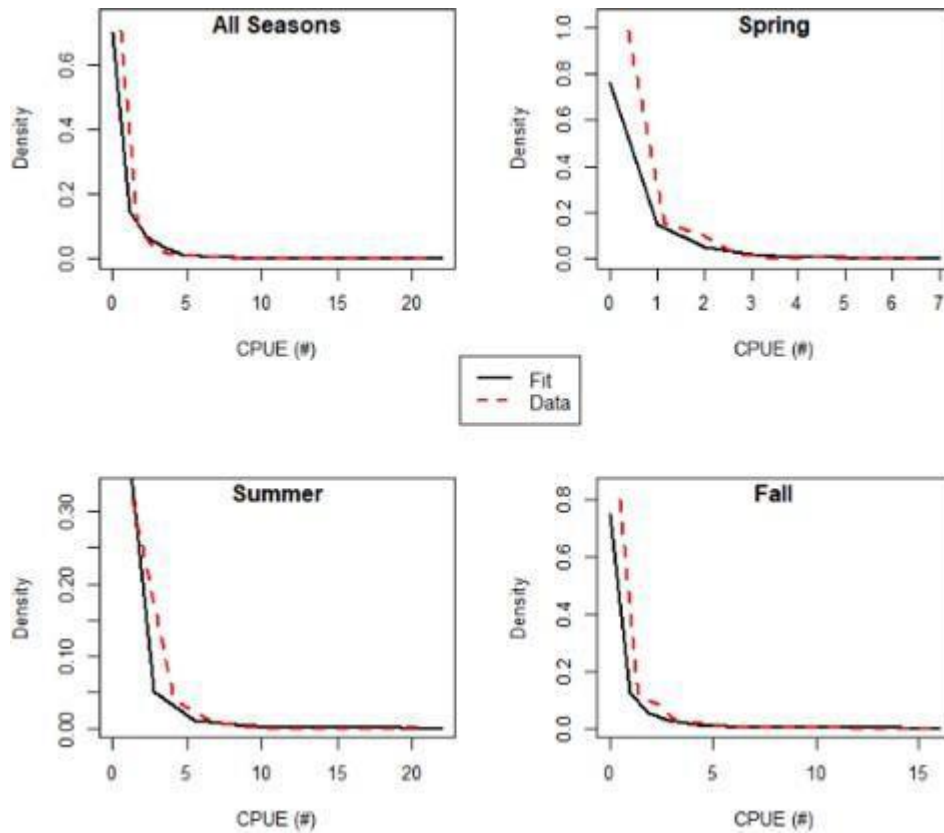 All Seasons
Density
0.0 0.2 0.4 0.6
0 5 10 15 20
CPUE (#)
Spring
Density
0.0 0.2 0.4 0.6 0.8 1.0
0 1 2 3 4 5 6 7
CPUE (#)
Fit
Data
Summer
Density
0.00 0.10 0.20 0.30
0 5 10 15 20
CPUE (#)
Fall
Density
0.0 0.2 0.4 0.6 0.8
0 5 10 15
CPUE (#)